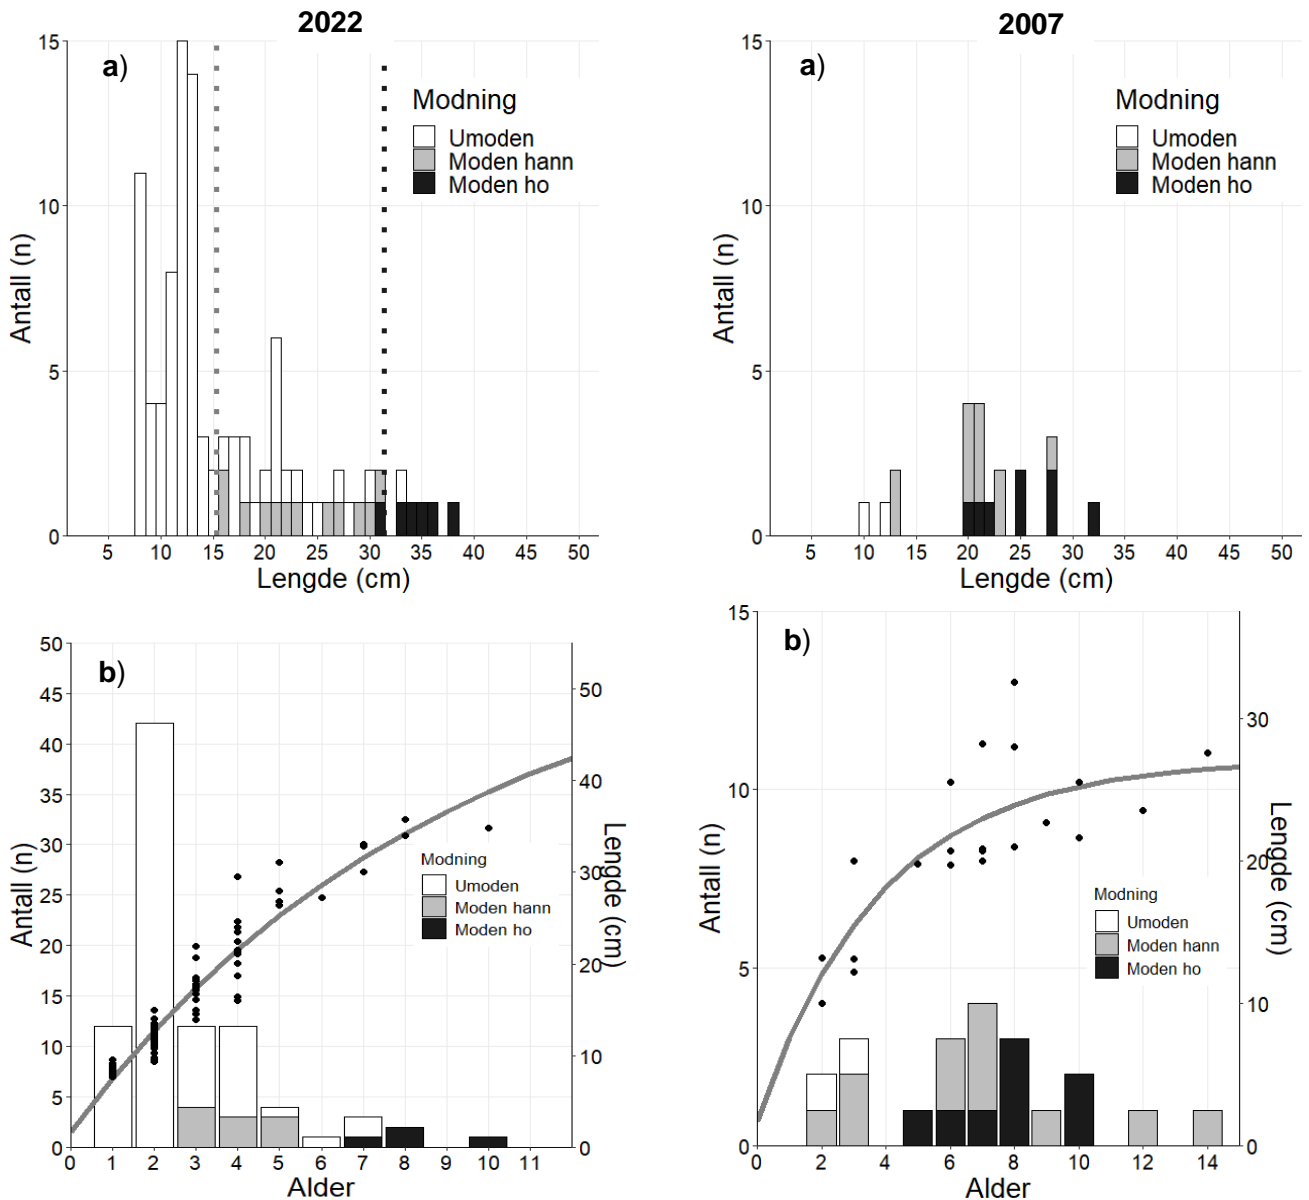 2022
15
10
5
0
a)
Modning
Umoden
Moden hann
Moden ho
Antall (n)
5 10 15 20 25 30 35 40 45 50
Lengde (cm)
2007
15
10
5
0
a)
Modning
Umoden
Moden hann
Moden ho
Antall (n)
5 10 15 20 25 30 35 40 45 50
Lengde (cm)
50
45
40
35
30
25
20
15
10
5
0
b)
Antall (n)
Modning
Umoden
Moden hann
Moden ho
50
40
30
20
10
0
Lengde (cm)
0 1 2 3 4 5 6 7 8 9 10 11
Alder
15
10
5
0
b)
Antall (n)
Modning
Umoden
Moden hann
Moden ho
30
20
10
0
Lengde (cm)
0 2 4 6 8 10 12 14
Alder